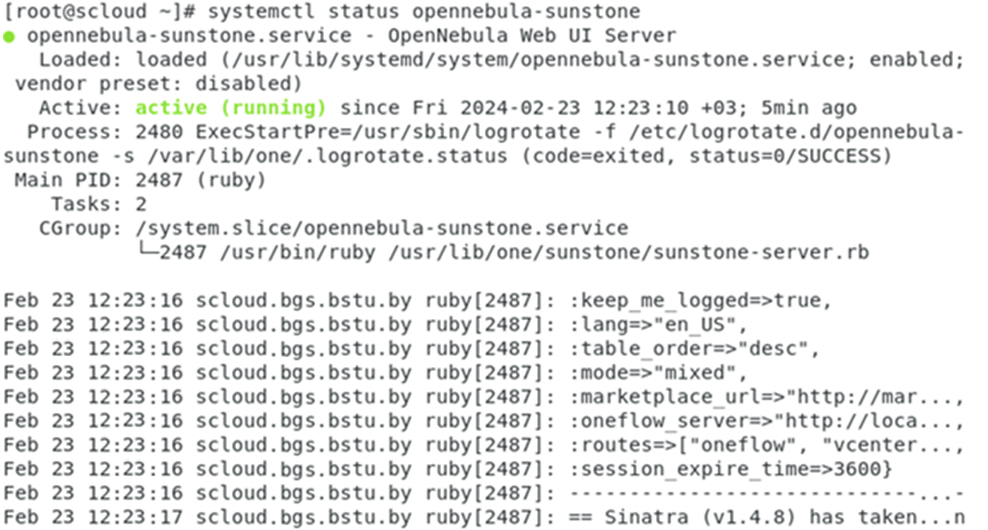 [root@scloud ~]# systemctl status opennebula-sunstone
● opennebula-sunstone.service - OpenNebula Web UI Server
   Loaded: loaded (/usr/lib/systemd/system/opennebula-sunstone.service; enabled;
 vendor preset: disabled)
   Active: active (running) since Fri 2024-02-23 12:23:10 +03; 5min ago
  Process: 2480 ExecStartPre=/usr/sbin/logrotate -f /etc/logrotate.d/opennebula-
sunstone -s /var/lib/one/.logrotate.status (code=exited, status=0/SUCCESS)
 Main PID: 2487 (ruby)
    Tasks: 2
   CGroup: /system.slice/opennebula-sunstone.service
           └─2487 /usr/bin/ruby /usr/lib/one/sunstone/sunstone-server.rb

Feb 23 12:23:16 scloud.bgs.bstu.by ruby[2487]: :keep_me_logged=>true,
Feb 23 12:23:16 scloud.bgs.bstu.by ruby[2487]: :lang=>"en_US",
Feb 23 12:23:16 scloud.bgs.bstu.by ruby[2487]: :table_order=>"desc",
Feb 23 12:23:16 scloud.bgs.bstu.by ruby[2487]: :mode=>"mixed",
Feb 23 12:23:16 scloud.bgs.bstu.by ruby[2487]: :marketplace_url=>"http://mar...,
Feb 23 12:23:16 scloud.bgs.bstu.by ruby[2487]: :oneflow_server=>"http://loca...,
Feb 23 12:23:16 scloud.bgs.bstu.by ruby[2487]: :routes=>["oneflow", "vcenter...,
Feb 23 12:23:16 scloud.bgs.bstu.by ruby[2487]: :session_expire_time=>3600}
Feb 23 12:23:16 scloud.bgs.bstu.by ruby[2487]: ----------------------------...-
Feb 23 12:23:17 scloud.bgs.bstu.by ruby[2487]: == Sinatra (v1.4.8) has taken...n